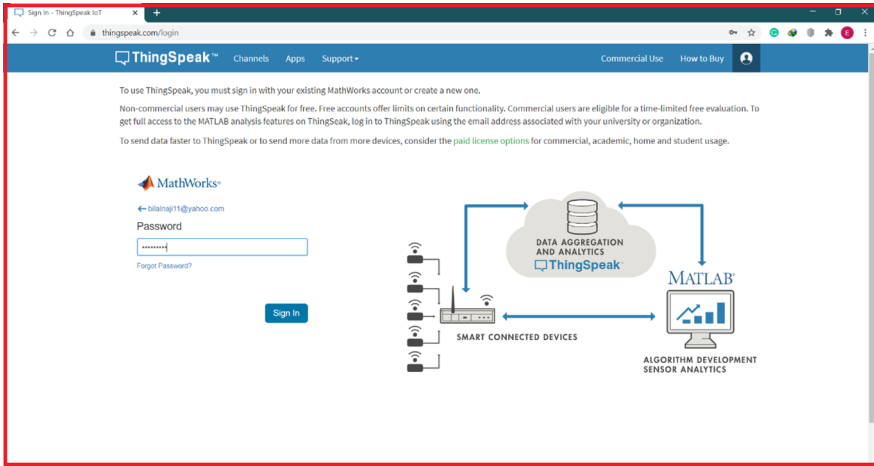 Sign In - ThingSpeak IoT
thingspeak.com/login
E
ThingSpeak™ Channels Apps Support Commercial Use How to Buy
To use ThingSpeak, you must sign in with your existing MathWorks account or create a new one.
Non-commercial users may use ThingSpeak for free. Free accounts offer limits on certain functionality. Commercial users are eligible for a time-limited free evaluation. To
get full access to the MATLAB analysis features on ThingSeak, log in to ThingSpeak using the email address associated with your university or organization.
To send data faster to ThingSpeak or to send more data from more devices, consider the paid license options for commercial, academic, home and student usage.
MathWorks®
bilainaji11@yahoo.com
Password
•••••••••
Forgot Password?
Sign In
DATA AGGREGATION
AND ANALYTICS
ThingSpeak™
MATLAB®
SMART CONNECTED DEVICES
ALGORITHM DEVELOPMENT
SENSOR ANALYTICS